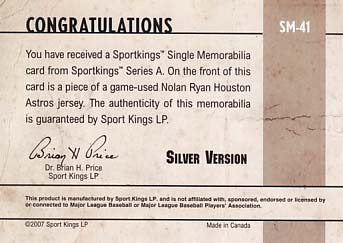 CONGRATULATIONS
SM-41
You have received a Sportkings™ Single Memorabilia
card from Sportkings™ Series A. On the front of this
card is a piece of a game-used Nolan Ryan Houston
Astros jersey. The authenticity of this memorabilia
is guaranteed by Sport Kings LP.
Brian H Price
Dr. Brian H. Price
Sport Kings LP
SILVER VERSION
This product is manufactured by Sport Kings LP, and is not affiliated with, sponsored, endorsed or licensed by
or connected to Major League Baseball or Major League Baseball Players' Association.
©2007 Sport Kings LP
Made in Canada